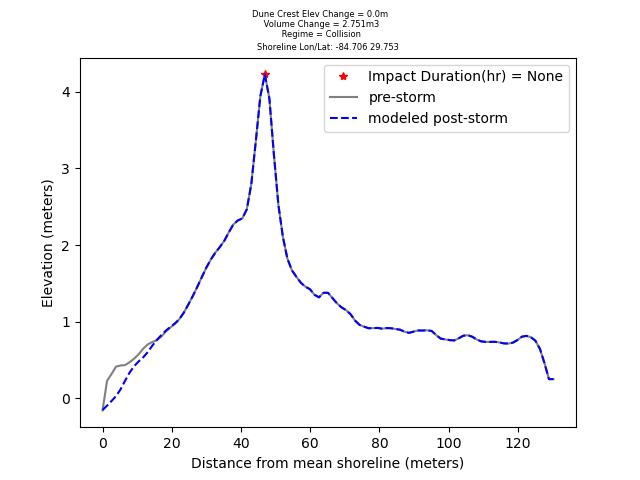 Dune Crest Elev Change = 0.0m
Volume Change = 2.751m3
Regime = Collision
Shoreline Lon/Lat: -84.706 29.753
Impact Duration(hr) = None
pre-storm
modeled post-storm
Elevation (meters)
4
3
2
1
0
0 20 40 60 80 100 120
Distance from mean shoreline (meters)